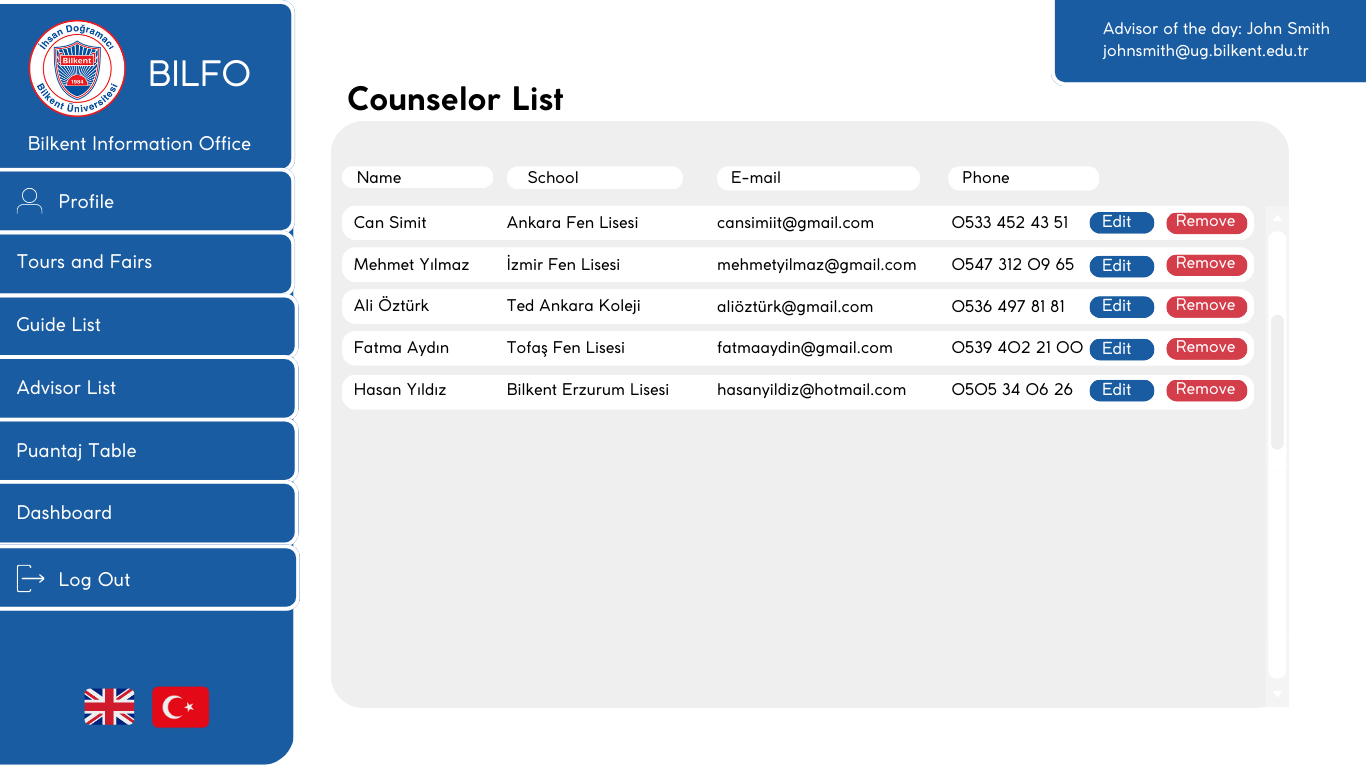 İhsan Doğramacı
Bilkent
1984
Bilkent Üniversitesi
BILFO
Bilkent Information Office
Profile
Tours and Fairs
Guide List
Advisor List
Puantaj Table
Dashboard
Log Out
Advisor of the day: John Smith
johnsmith@ug.bilkent.edu.tr
Counselor List
Name School E-mail Phone
Can Simit Ankara Fen Lisesi cansimiit@gmail.com 0533 452 43 51 Edit Remove
Mehmet Yılmaz İzmir Fen Lisesi mehmetyilmaz@gmail.com 0547 312 09 65 Edit Remove
Ali Öztürk Ted Ankara Koleji aliöztürk@gmail.com 0536 497 81 81 Edit Remove
Fatma Aydın Tofaş Fen Lisesi fatmaaydin@gmail.com 0539 402 21 00 Edit Remove
Hasan Yıldız Bilkent Erzurum Lisesi hasanyildiz@hotmail.com 0505 34 06 26 Edit Remove